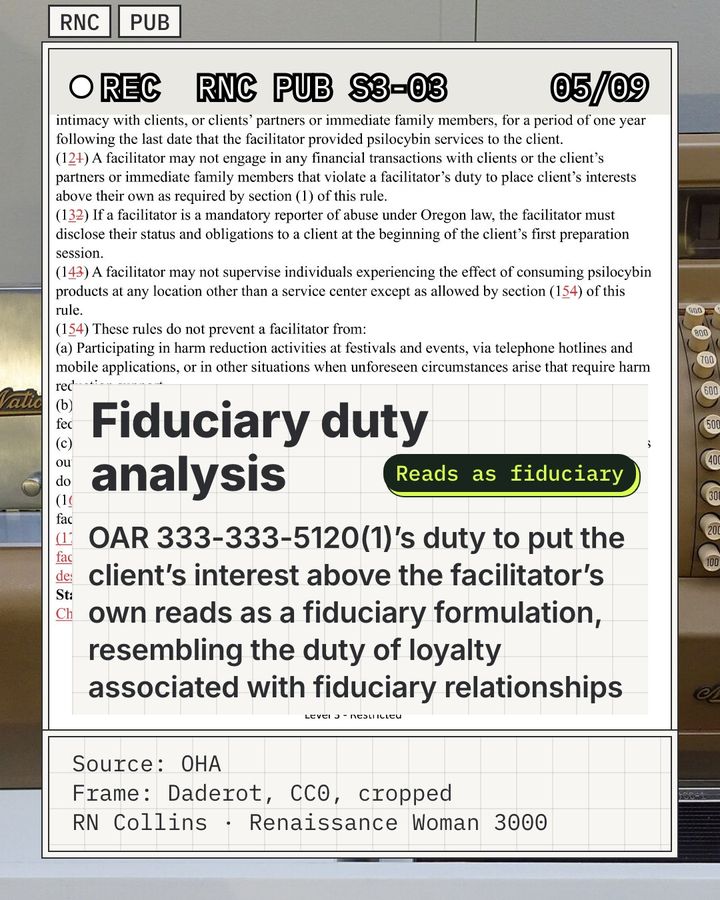 RNC PUB
REC RNC PUB S3-03 05/09
intimacy with clients, or clients’ partners or immediate family members, for a period of one year
following the last date that the facilitator provided psilocybin services to the client.
(121) A facilitator may not engage in any financial transactions with clients or the client’s
partners or immediate family members that violate a facilitator’s duty to place client’s interests
above their own as required by section (1) of this rule.
(132) If a facilitator is a mandatory reporter of abuse under Oregon law, the facilitator must
disclose their status and obligations to a client at the beginning of the client’s first preparation
session.
(143) A facilitator may not supervise individuals experiencing the effect of consuming psilocybin
products at any location other than a service center except as allowed by section (154) of this
rule.
(154) These rules do not prevent a facilitator from:
(a) Participating in harm reduction activities at festivals and events, via telephone hotlines and
mobile applications, or in other situations when unforeseen circumstances arise that require harm
(b)
(c)
Fiduciary duty
analysis
Reads as fiduciary
OAR 333-333-5120(1)’s duty to put the
client’s interest above the facilitator’s
own reads as a fiduciary formulation,
resembling the duty of loyalty
associated with fiduciary relationships
Level 3 - Restricted
Source: OHA
Frame: Daderot, CC0, cropped
RN Collins · Renaissance Woman 3000
900
800
700
600
500
400
300
200
100